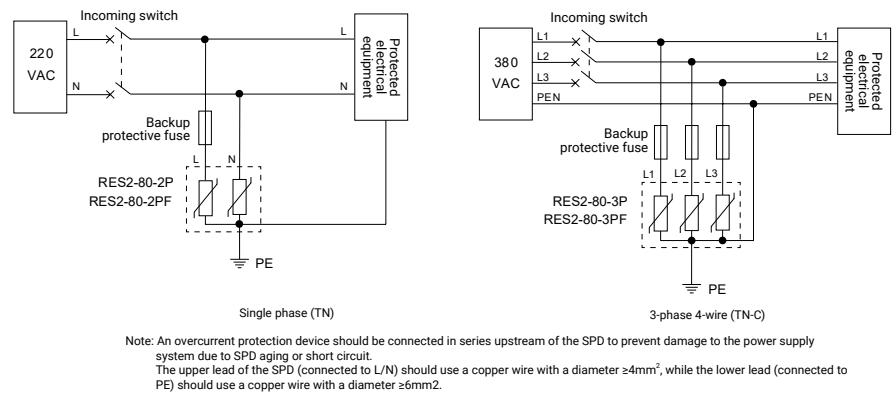 Incoming switch
220
VAC
L
N
L
N
Protected
electrical
equipment
Backup
protective fuse
L
N
RES2-80-2P
RES2-80-2PF
PE
Single phase (TN)
Incoming switch
380
VAC
L1
L2
L3
PEN
L1
L2
L3
PEN
Protected
electrical
equipment
Backup
protective fuse
L1
L2
L3
RES2-80-3P
RES2-80-3PF
PE
3-phase 4-wire (TN-C)
Note: An overcurrent protection device should be connected in series upstream of the SPD to prevent damage to the power supply
system due to SPD aging or short circuit.
The upper lead of the SPD (connected to L/N) should use a copper wire with a diameter ≥4mm², while the lower lead (connected to
PE) should use a copper wire with a diameter ≥6mm2.